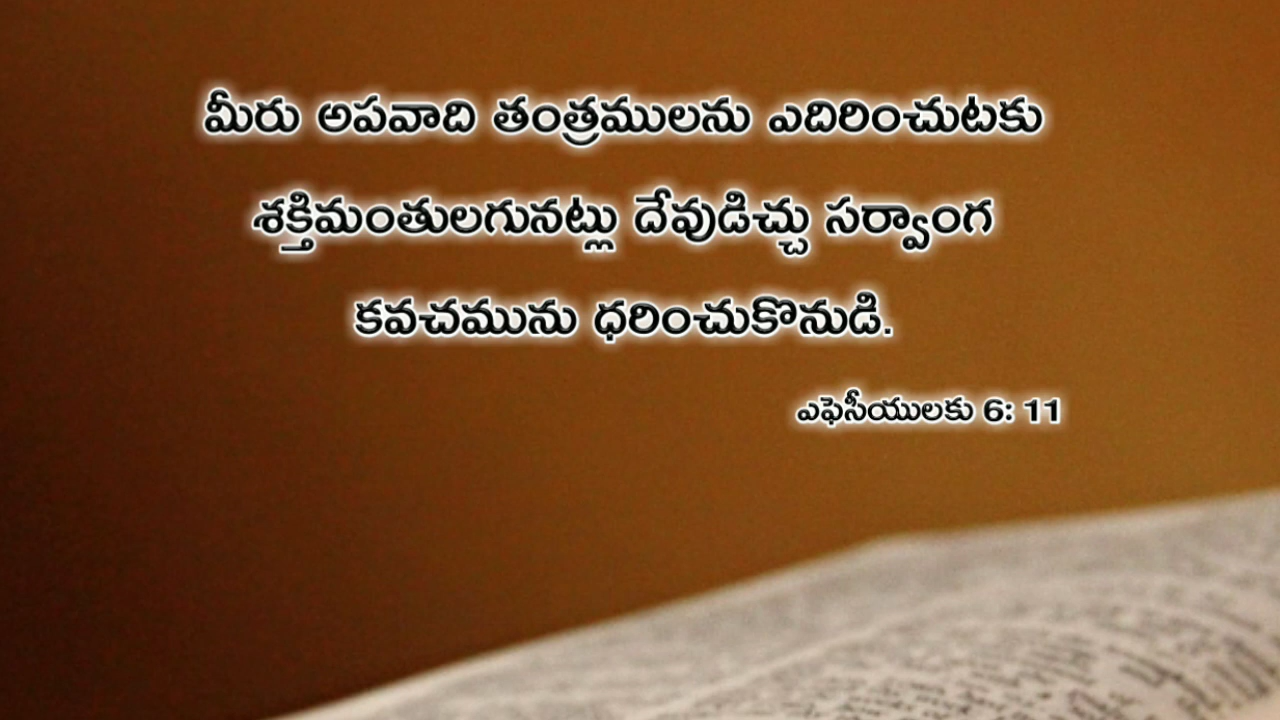 మీరు అపవాది తంత్రములను ఎదిరించుటకు
శక్తిమంతులగునట్లు దేవుడిచ్చు సర్వాంగ
కవచమును ధరించుకొనుడి.
ఎఫెసీయులకు 6: 11